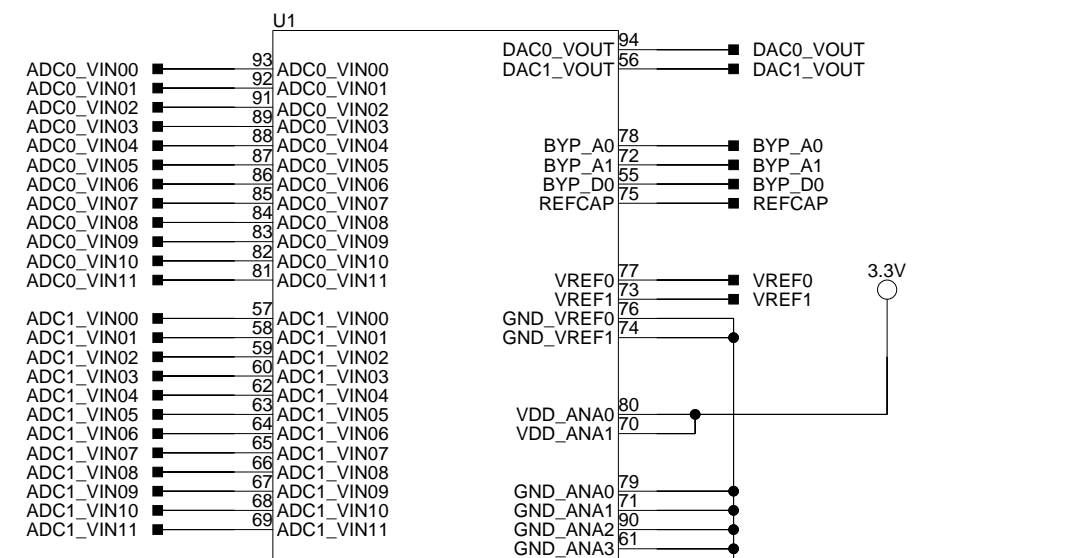 U1
ADC0_VIN00 93 ADC0_VIN00
ADC0_VIN01 92 ADC0_VIN01
ADC0_VIN02 91 ADC0_VIN02
ADC0_VIN03 89 ADC0_VIN03
ADC0_VIN04 88 ADC0_VIN04
ADC0_VIN05 87 ADC0_VIN05
ADC0_VIN06 86 ADC0_VIN06
ADC0_VIN07 85 ADC0_VIN07
ADC0_VIN08 84 ADC0_VIN08
ADC0_VIN09 83 ADC0_VIN09
ADC0_VIN10 82 ADC0_VIN10
ADC0_VIN11 81 ADC0_VIN11
ADC1_VIN00 57 ADC1_VIN00
ADC1_VIN01 58 ADC1_VIN01
ADC1_VIN02 59 ADC1_VIN02
ADC1_VIN03 60 ADC1_VIN03
ADC1_VIN04 62 ADC1_VIN04
ADC1_VIN05 63 ADC1_VIN05
ADC1_VIN06 64 ADC1_VIN06
ADC1_VIN07 65 ADC1_VIN07
ADC1_VIN08 66 ADC1_VIN08
ADC1_VIN09 67 ADC1_VIN09
ADC1_VIN10 68 ADC1_VIN10
ADC1_VIN11 69 ADC1_VIN11
DAC0_VOUT 94 DAC0_VOUT
DAC1_VOUT 56 DAC1_VOUT
BYP_A0 78 BYP_A0
BYP_A1 72 BYP_A1
BYP_D0 55 BYP_D0
REFCAP 75 REFCAP
VREF0 77 VREF0
VREF1 73 VREF1
GND_VREF0 76
GND_VREF1 74
3.3V
VDD_ANA0 80
VDD_ANA1 70
GND_ANA0 79
GND_ANA1 71
GND_ANA2 90
GND_ANA3 61